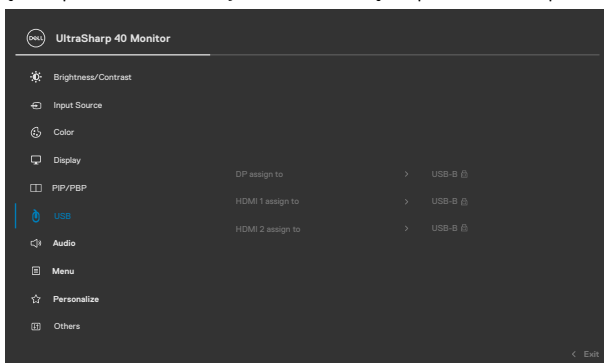 DELL UltraSharp 40 Monitor
Brightness/Contrast
Input Source
Color
Display
DP assign to > USB-B
PIP/PBP
HDMI 1 assign to > USB-B
USB
HDMI 2 assign to > USB-B
Audio
Menu
Personalize
Others
< Exit